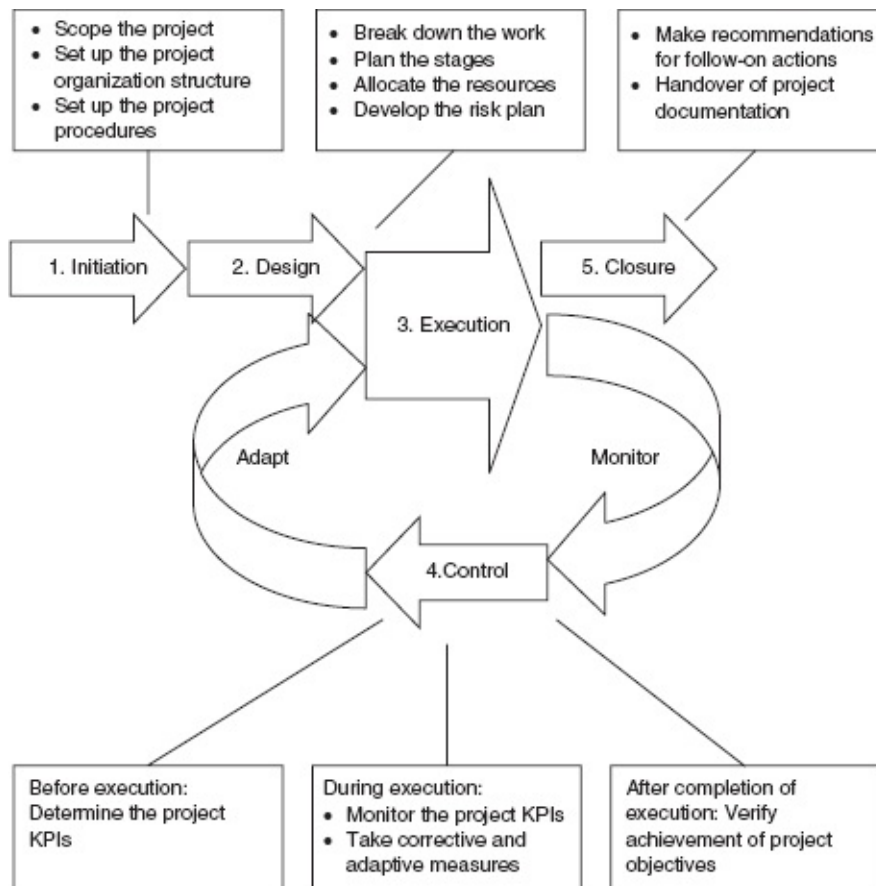 • Scope the project
• Set up the project
organization structure
• Set up the project
procedures
• Break down the work
• Plan the stages
• Allocate the resources
• Develop the risk plan
• Make recommendations
for follow-on actions
• Handover of project
documentation
1. Initiation
2. Design
3. Execution
5. Closure
Adapt
Monitor
4.Control
Before execution:
Determine the project
KPIs
During execution:
• Monitor the project KPIs
• Take corrective and
adaptive measures
After completion of
execution: Verify
achievement of project
objectives